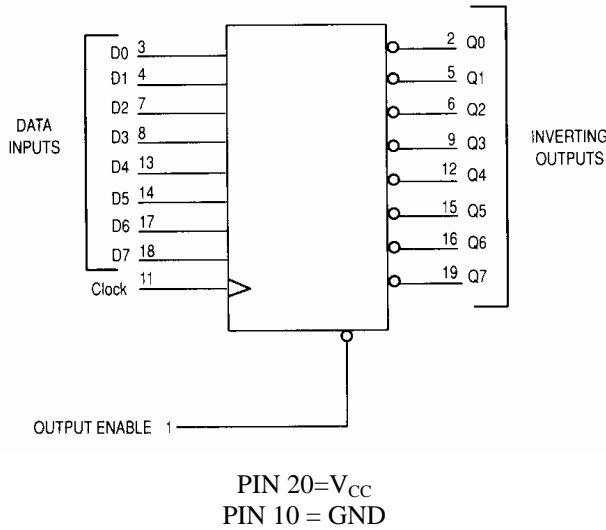 DATA
INPUTS
D0 3
D1 4
D2 7
D3 8
D4 13
D5 14
D6 17
D7 18
Clock 11
2 Q0
5 Q1
6 Q2
9 Q3
12 Q4
15 Q5
16 Q6
19 Q7
INVERTING
OUTPUTS
OUTPUT ENABLE 1
PIN 20=VCC
PIN 10 = GND